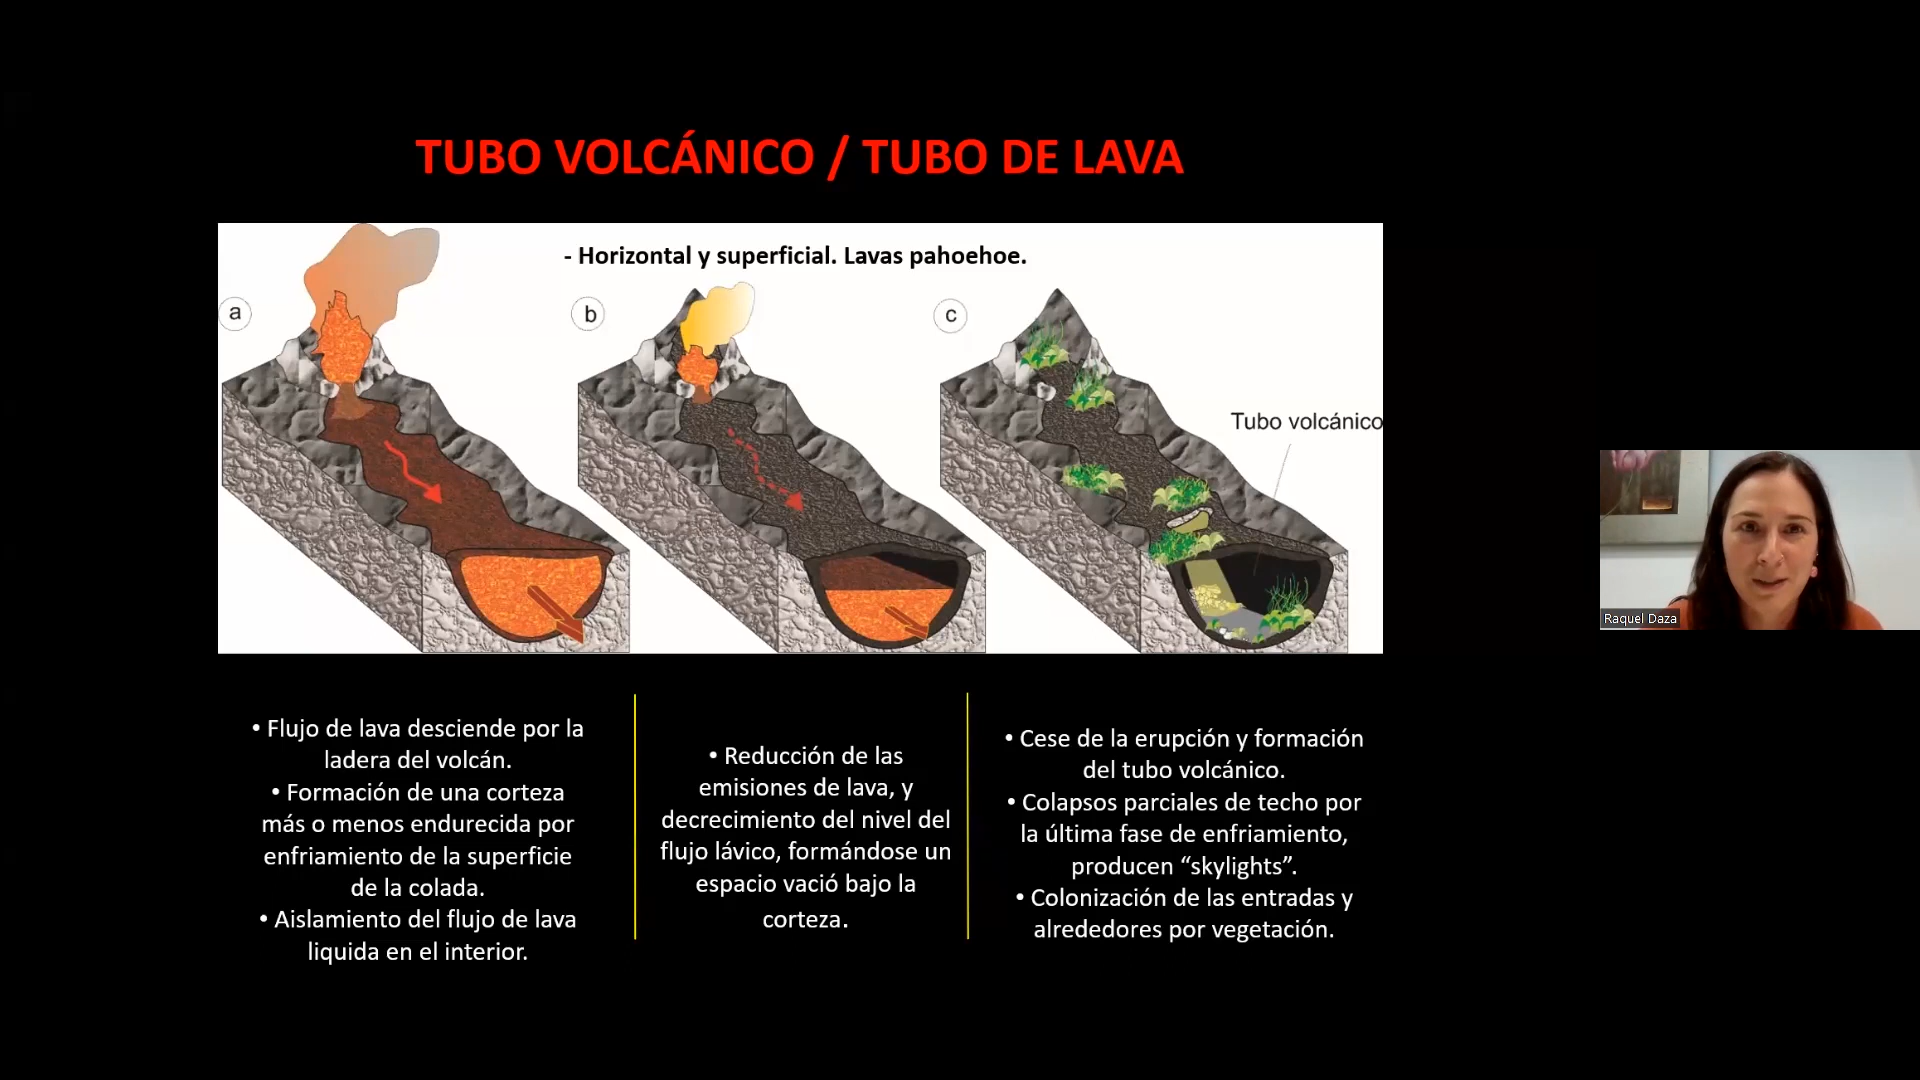 TUBO VOLCÁNICO / TUBO DE LAVA
- Horizontal y superficial. Lavas pahoehoe.
a
b
c
Tubo volcánico
Raquel Daza
• Flujo de lava desciende por la
ladera del volcán.
• Formación de una corteza
más o menos endurecida por
enfriamiento de la superficie
de la colada.
• Aislamiento del flujo de lava
liquida en el interior.
• Reducción de las
emisiones de lava, y
decrecimiento del nivel del
flujo lávico, formándose un
espacio vació bajo la
corteza.
• Cese de la erupción y formación
del tubo volcánico.
• Colapsos parciales de techo por
la última fase de enfriamiento,
producen “skylights”.
• Colonización de las entradas y
alrededores por vegetación.